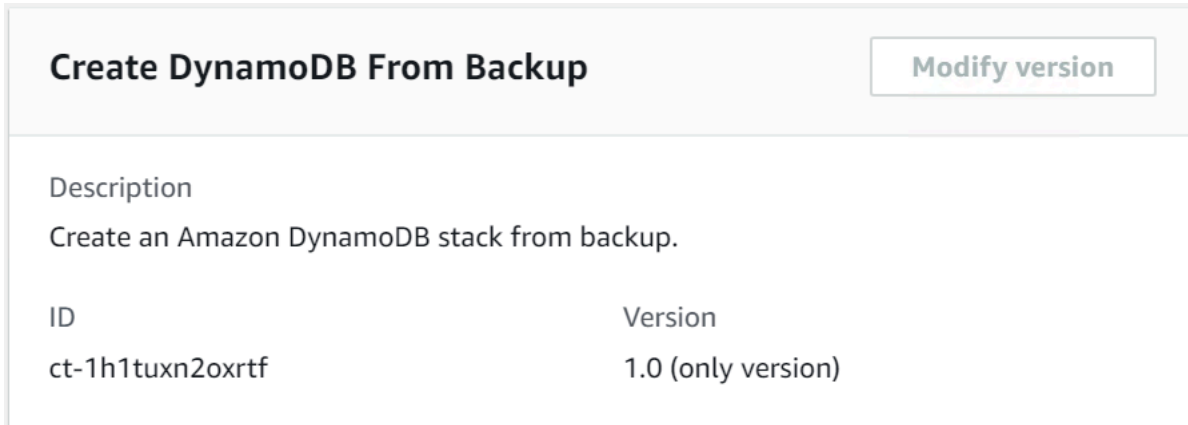 Create DynamoDB From Backup
Modify version
Description
Create an Amazon DynamoDB stack from backup.
ID
Version
ct-1h1tuxn2oxrtf
1.0 (only version)